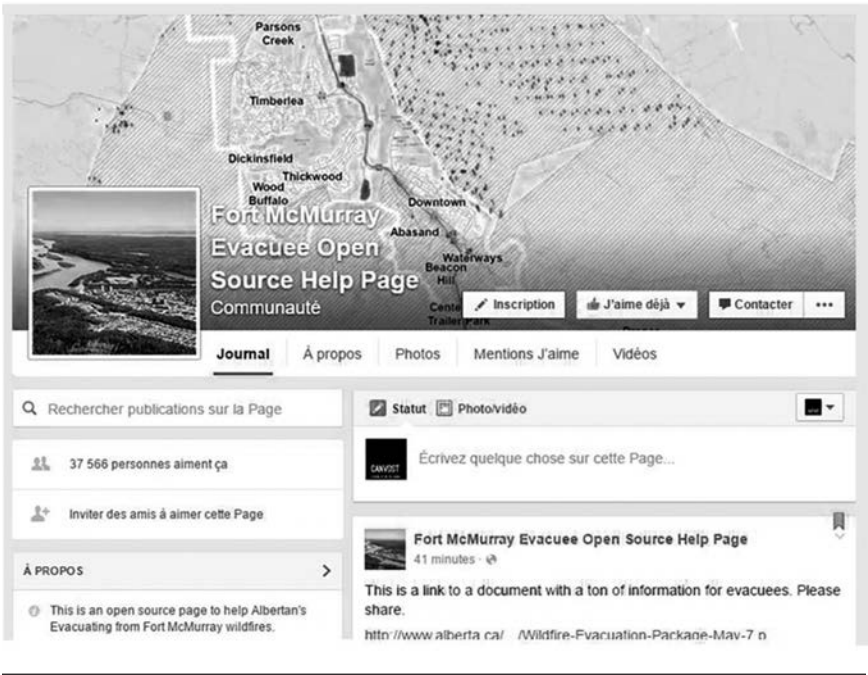 Parsons
Creek
Timberlea
Dickinsfield
Thickwood
Wood
Buffalo
Downtown
Abasand
Waterways
Beacon
Hill
Trailer Park
Fort McMurray
Evacuee Open
Source Help Page
Communauté
Inscription
J'aime déjà
Contacter
Journal
À propos
Photos
Mentions J'aime
Vidéos
Rechercher publications sur la Page
37 566 personnes aiment ça
Inviter des amis à aimer cette Page
À PROPOS
This is an open source page to help Albertan's
Evacuating from Fort McMurray wildfires.
Statut
Photo/vidéo
CANVOST
Écrivez quelque chose sur cette Page...
Fort McMurray Evacuee Open Source Help Page
41 minutes ·
This is a link to a document with a ton of information for evacuees. Please
share.
http://www.alberta.ca/.../Wildfire-Evacuation-Package-May-7.p